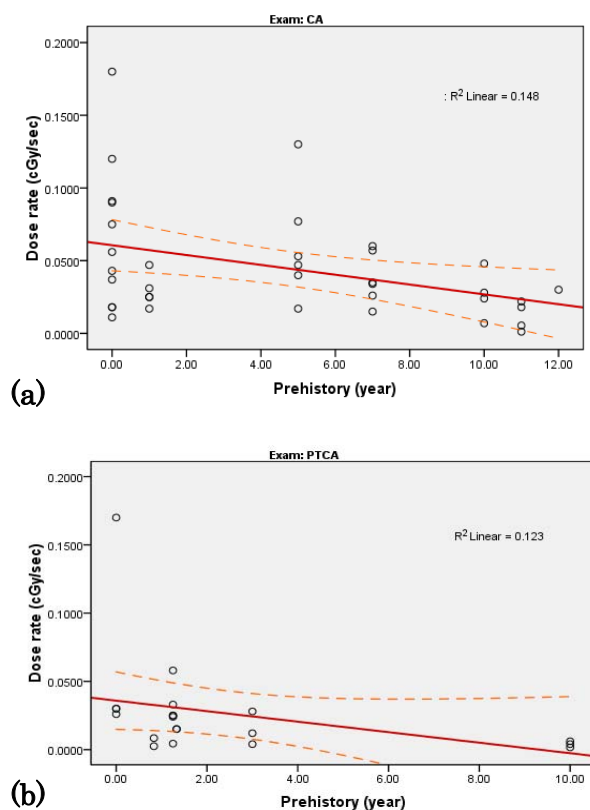 Exam: CA
0.2000
: R² Linear = 0.148
0.1500
0.1000
0.0500
0.0000
Dose rate (cGy/sec)
0.00 2.00 4.00 6.00 8.00 10.00 12.00
Prehistory (year)
(a)
Exam: PTCA
0.2000
R² Linear = 0.123
0.1500
0.1000
0.0500
0.0000
Dose rate (cGy/sec)
0.00 2.00 4.00 6.00 8.00 10.00
Prehistory (year)
(b)